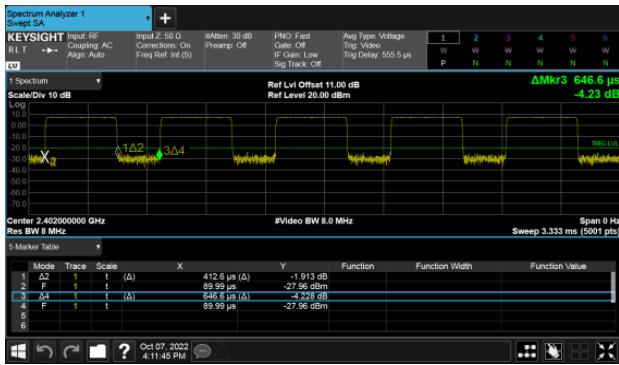 Spectrum Analyzer 1
Swept SA
KEYSIGHT Input: RF Input Z: 50 Ω #Atten: 30 dB PNO: Fast Avg Type: Voltage 1 2 3 4 5 6
RLT Coupling: AC Corrections: On Preamp: Off Gate: Off Trig: Video W W W W W W
Align: Auto Freq Ref: Int (S) IF Gain: Low Trig Delay: 555.5 µs P N N N N N
Sig Track: Off
LXI
1 Spectrum Ref Lvl Offset 11.00 dB ΔMkr3 646.6 µs
Scale/Div 10 dB Ref Level 20.00 dBm -4.23 dB
Log
10.0
0.00
-10.0
-20.0
-30.0
-40.0
-50.0
-60.0
-70.0
X2
1Δ2
3Δ4
TRIG LVL
Center 2.402000000 GHz #Video BW 8.0 MHz Span 0 Hz
Res BW 8 MHz Sweep 3.333 ms (5001 pts)
5 Marker Table
Mode Trace Scale X Y Function Function Width Function Value
1 Δ2 1 t (Δ) 412.6 µs (Δ) -1.913 dB
2 F 1 t 89.99 µs -27.96 dBm
3 Δ4 1 t (Δ) 646.6 µs (Δ) -4.228 dB
4 F 1 t 89.99 µs -27.96 dBm
5
6
? Oct 07, 2022
4:11:45 PM